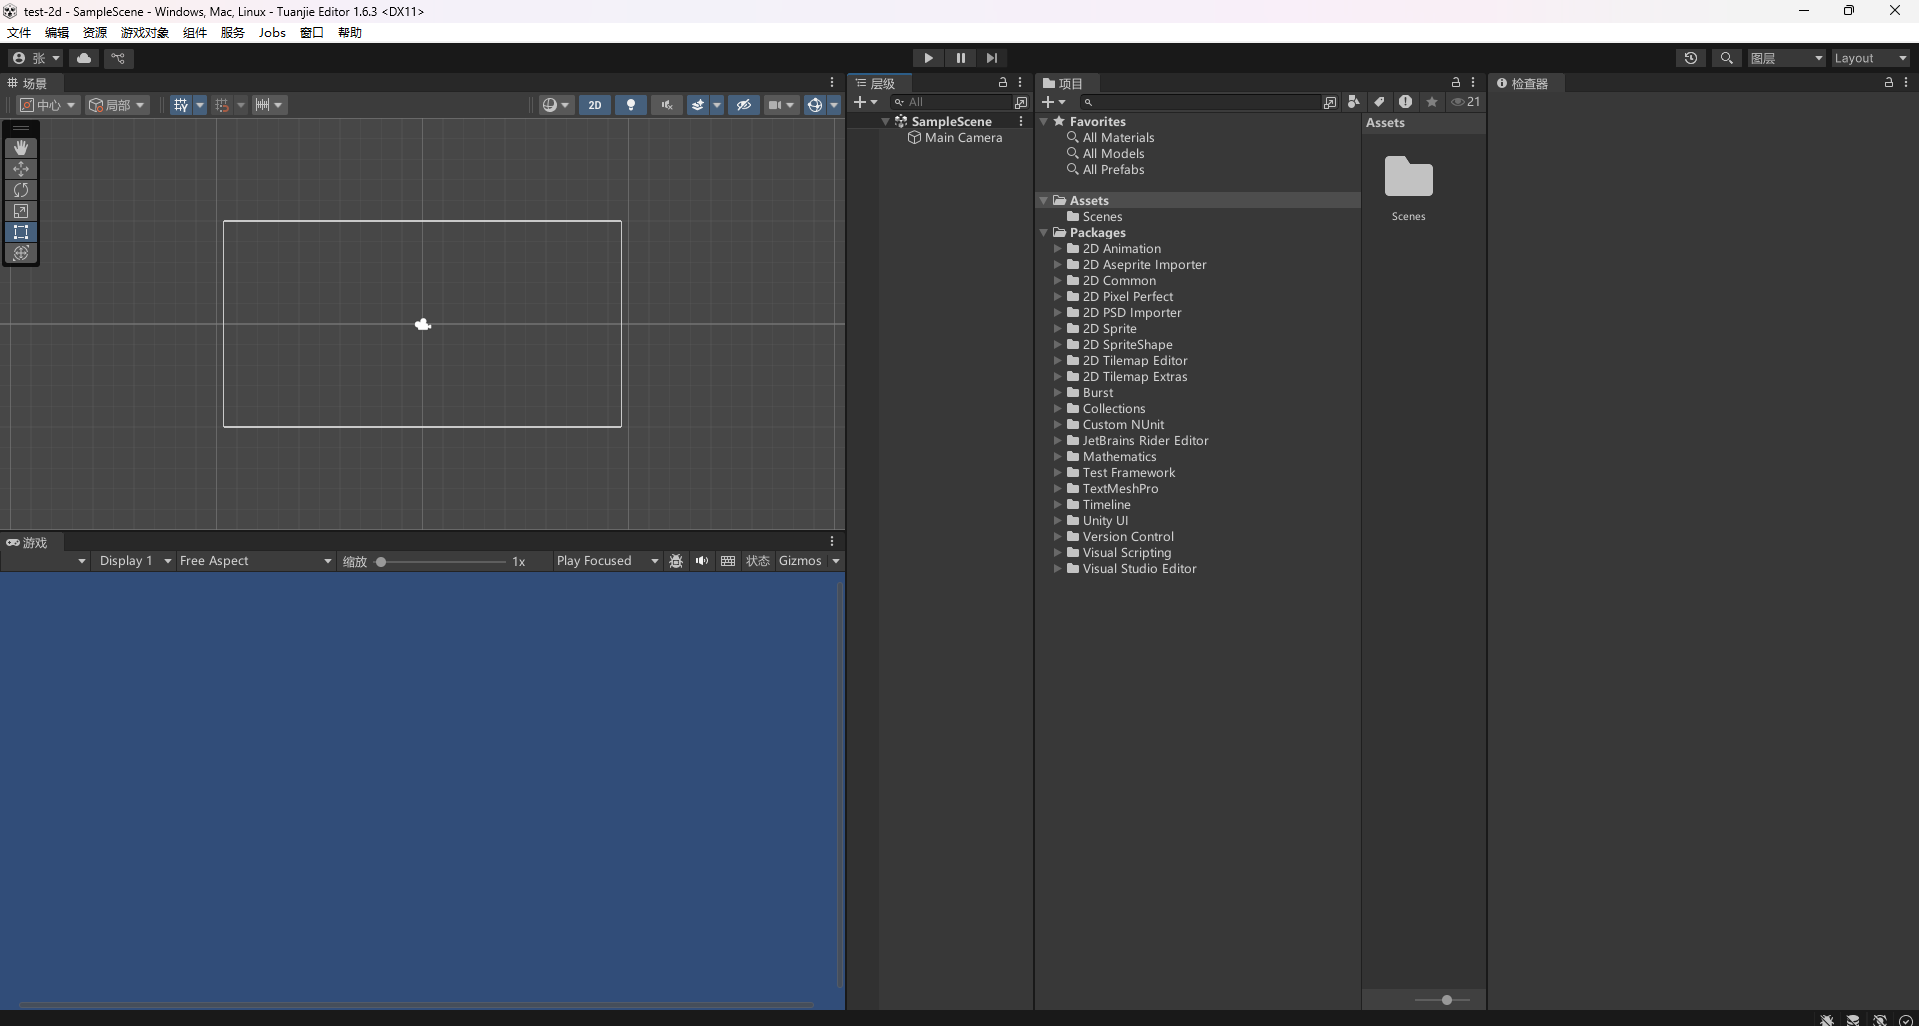 test-2d - SampleScene - Windows, Mac, Linux - Tuanjie Editor 1.6.3 <DX11>
文件 编辑 资源 游戏对象 组件 服务 Jobs 窗口 帮助
张 图层 Layout
场景
中心 局部 2D
游戏
Display 1 Free Aspect 缩放 1x Play Focused 状态 Gizmos
层级
All
SampleScene
Main Camera
项目
21
Favorites
All Materials
All Models
All Prefabs
Assets
Scenes
Packages
2D Animation
2D Aseprite Importer
2D Common
2D Pixel Perfect
2D PSD Importer
2D Sprite
2D SpriteShape
2D Tilemap Editor
2D Tilemap Extras
Burst
Collections
Custom NUnit
JetBrains Rider Editor
Mathematics
Test Framework
TextMeshPro
Timeline
Unity UI
Version Control
Visual Scripting
Visual Studio Editor
Assets
Scenes
检查器